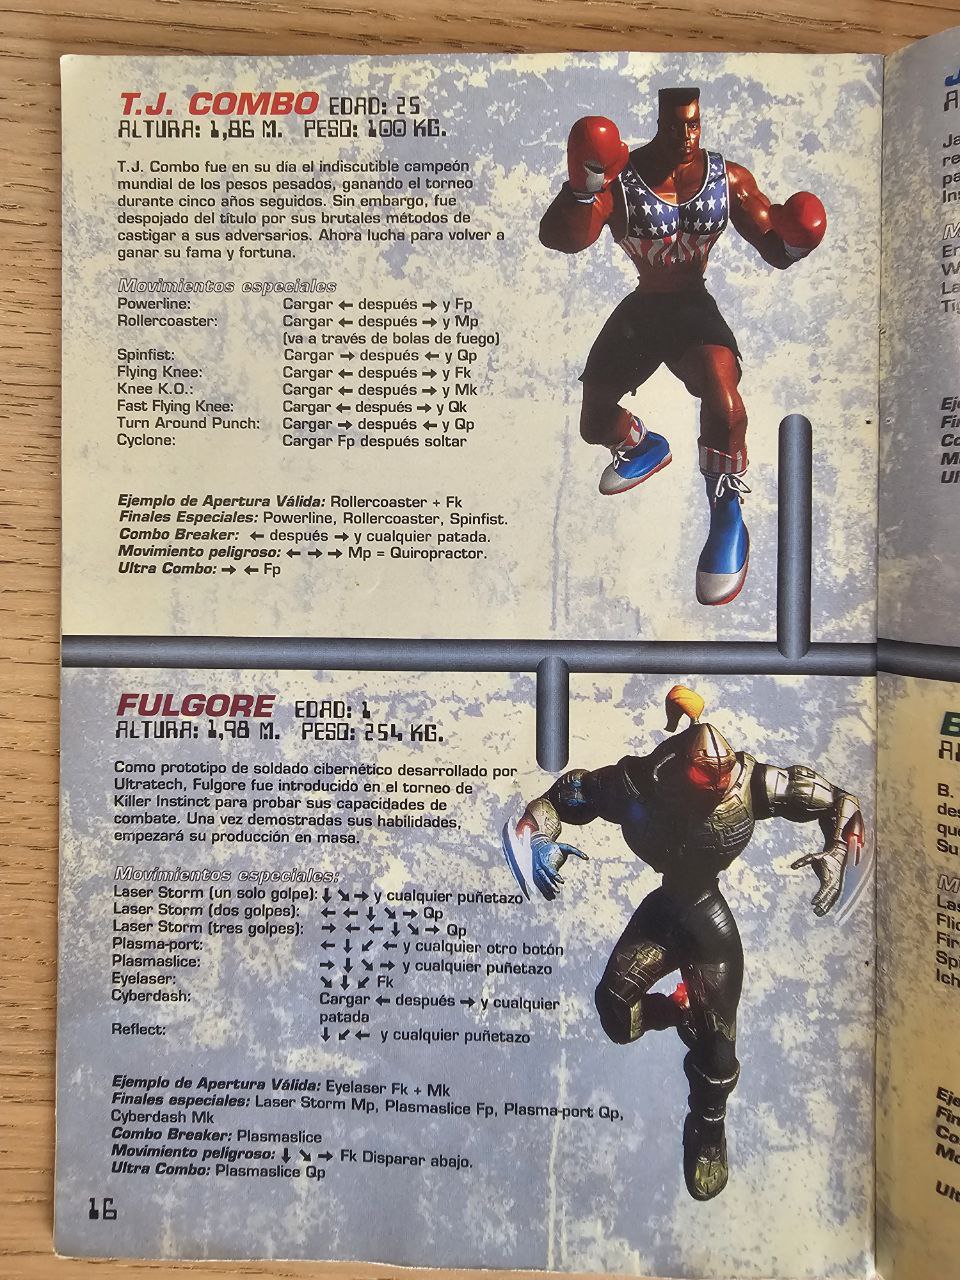 T.J. COMBO EDAD: 25
ALTURA: 1,86 M. PESO: 100 KG.
T.J. Combo fue en su día el indiscutible campeón
mundial de los pesos pesados, ganando el torneo
durante cinco años seguidos. Sin embargo, fue
despojado del título por sus brutales métodos de
castigar a sus adversarios. Ahora lucha para volver a
ganar su fama y fortuna.
Movimientos especiales
Powerline: Cargar ← después → y Fp
Rollercoaster: Cargar ← después → y Mp
(va a través de bolas de fuego)
Spinfist: Cargar → después ← y Qp
Flying Knee: Cargar ← después → y Fk
Knee K.O.: Cargar ← después → y Mk
Fast Flying Knee: Cargar ← después → y Qk
Turn Around Punch: Cargar → después ← y Qp
Cyclone: Cargar Fp después soltar
Ejemplo de Apertura Válida: Rollercoaster + Fk
Finales Especiales: Powerline, Rollercoaster, Spinfist.
Combo Breaker: ← después → y cualquier patada.
Movimiento peligroso: ← → → Mp = Quiropractor.
Ultra Combo: → ← Fp
FULGORE EDAD: 1
ALTURA: 1,98 M. PESO: 254 KG.
Como prototipo de soldado cibernético desarrollado por
Ultratech, Fulgore fue introducido en el torneo de
Killer Instinct para probar sus capacidades de
combate. Una vez demostradas sus habilidades,
empezará su producción en masa.
Movimientos especiales:
Laser Storm (un solo golpe): ↓ ↘ → y cualquier puñetazo
Laser Storm (dos golpes): ← ← ↓ ↘ → Qp
Laser Storm (tres golpes): → ← ← ↓ ↘ → Qp
Plasma-port: ← ↓ ↙ ← y cualquier otro botón
Plasmaslice: → ↓ ↘ → y cualquier puñetazo
Eyelaser: ↘ ↓ ↙ Fk
Cyberdash: Cargar ← después → y cualquier
patada
Reflect: ↓ ↙ ← y cualquier puñetazo
Ejemplo de Apertura Válida: Eyelaser Fk + Mk
Finales especiales: Laser Storm Mp, Plasmaslice Fp, Plasma-port Qp,
Cyberdash Mk
Combo Breaker: Plasmaslice
Movimiento peligroso: ↓ ↘ → Fk Disparar abajo.
Ultra Combo: Plasmaslice Qp
16